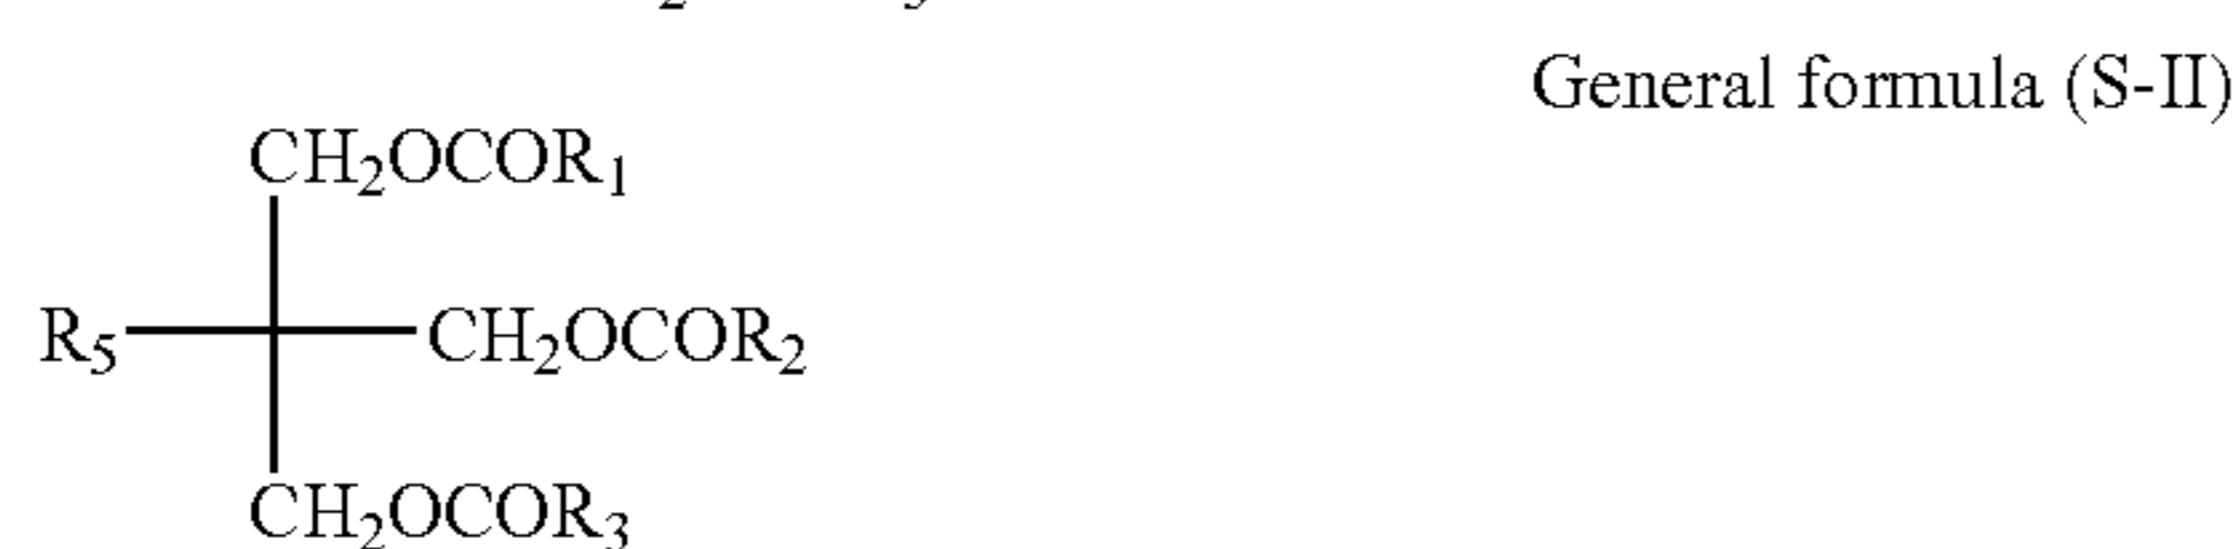 General formula (S-II)
CH₂OCOR₁
R₅ CH₂OCOR₂
CH₂OCOR₃